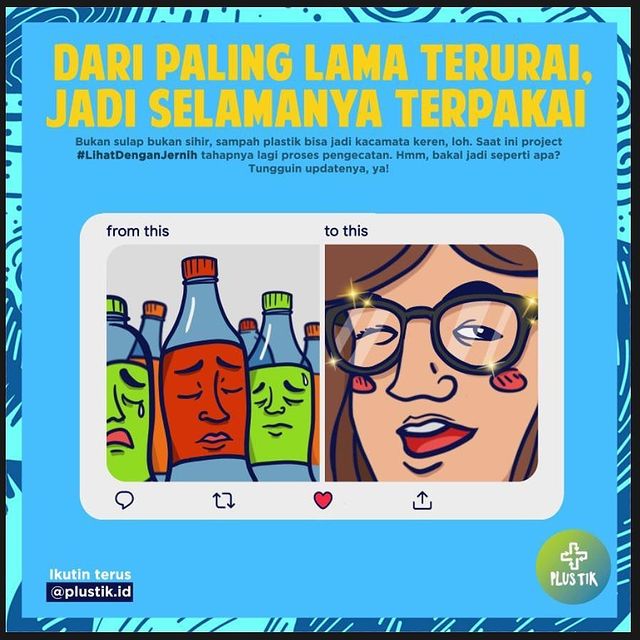 DARI PALING LAMA TERURAI,
JADI SELAMANYA TERPAKAI
Bukan sulap bukan sihir, sampah plastik bisa jadi kacamata keren, loh. Saat ini project
#LihatDenganJernih tahapnya lagi proses pengecatan. Hmm, bakal jadi seperti apa?
Tungguin updatenya, ya!
from this
to this
Ikutin terus
@plustik.id
PLUSTIK